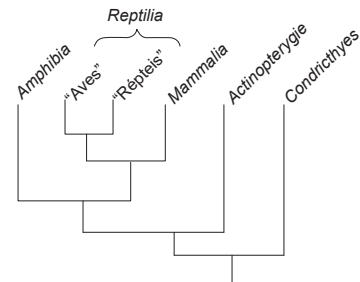 Reptilia
Amphibia
"Aves"
"Répteis"
Mammalia
Actinopterygie
Condricthyes